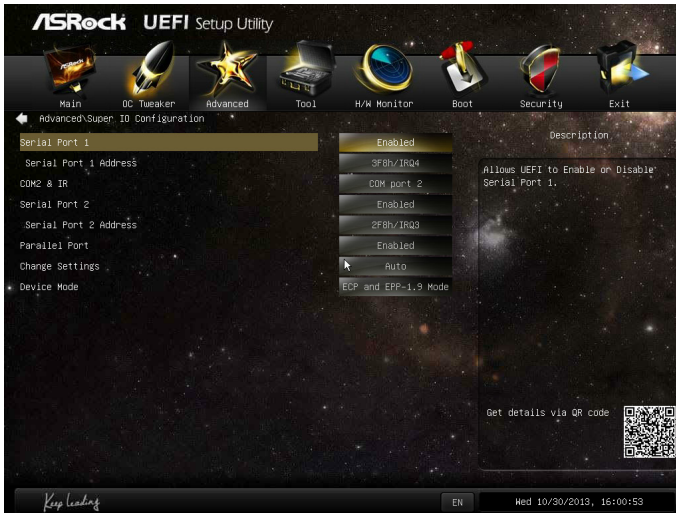 ASRock UEFI Setup Utility
ASRock
Main OC Tweaker Advanced Tool H/W Monitor Boot Security Exit
Advanced\Super IO Configuration
Description
Serial Port 1 Enabled
Serial Port 1 Address 3F8h/IRQ4
COM2 & IR COM port 2
Serial Port 2 Enabled
Serial Port 2 Address 2F8h/IRQ3
Parallel Port Enabled
Change Settings Auto
Device Mode ECP and EPP-1.9 Mode
Allows UEFI to Enable or Disable
Serial Port 1.
Get details via QR code
Keep Leading
EN
Wed 10/30/2013, 16:00:53